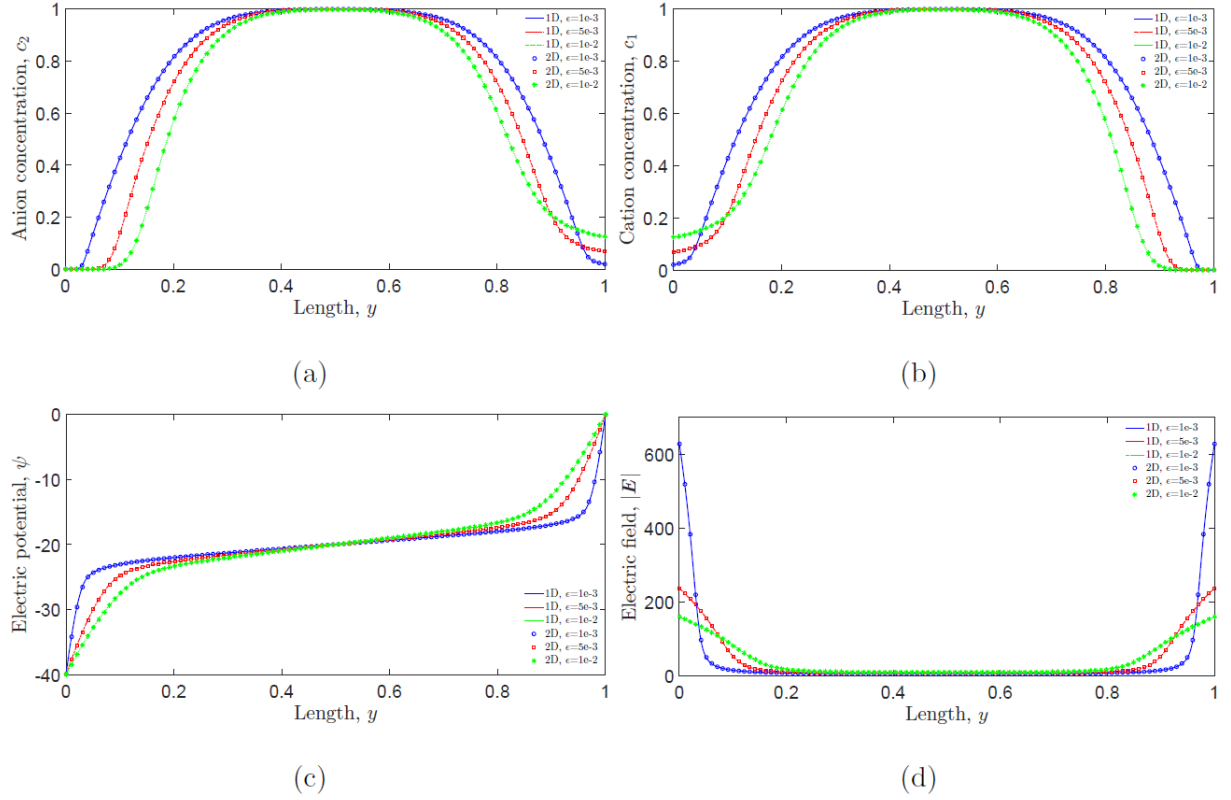 Anion concentration, c₂
1
0.8
0.6
0.4
0.2
0
0
0.2
0.4
0.6
0.8
1
Length, y
1D, ϵ=1e-3
1D, ϵ=5e-3
1D, ϵ=1e-2
2D, ϵ=1e-3
2D, ϵ=5e-3
2D, ϵ=1e-2
(a)
Cation concentration, c₁
1
0.8
0.6
0.4
0.2
0
0
0.2
0.4
0.6
0.8
1
Length, y
1D, ϵ=1e-3
1D, ϵ=5e-3
1D, ϵ=1e-2
2D, ϵ=1e-3
2D, ϵ=5e-3
2D, ϵ=1e-2
(b)
Electric potential, ψ
0
-10
-20
-30
-40
0
0.2
0.4
0.6
0.8
1
Length, y
1D, ϵ=1e-3
1D, ϵ=5e-3
1D, ϵ=1e-2
2D, ϵ=1e-3
2D, ϵ=5e-3
2D, ϵ=1e-2
(c)
Electric field, |E|
600
400
200
0
0
0.2
0.4
0.6
0.8
1
Length, y
1D, ϵ=1e-3
1D, ϵ=5e-3
1D, ϵ=1e-2
2D, ϵ=1e-3
2D, ϵ=5e-3
2D, ϵ=1e-2
(d)